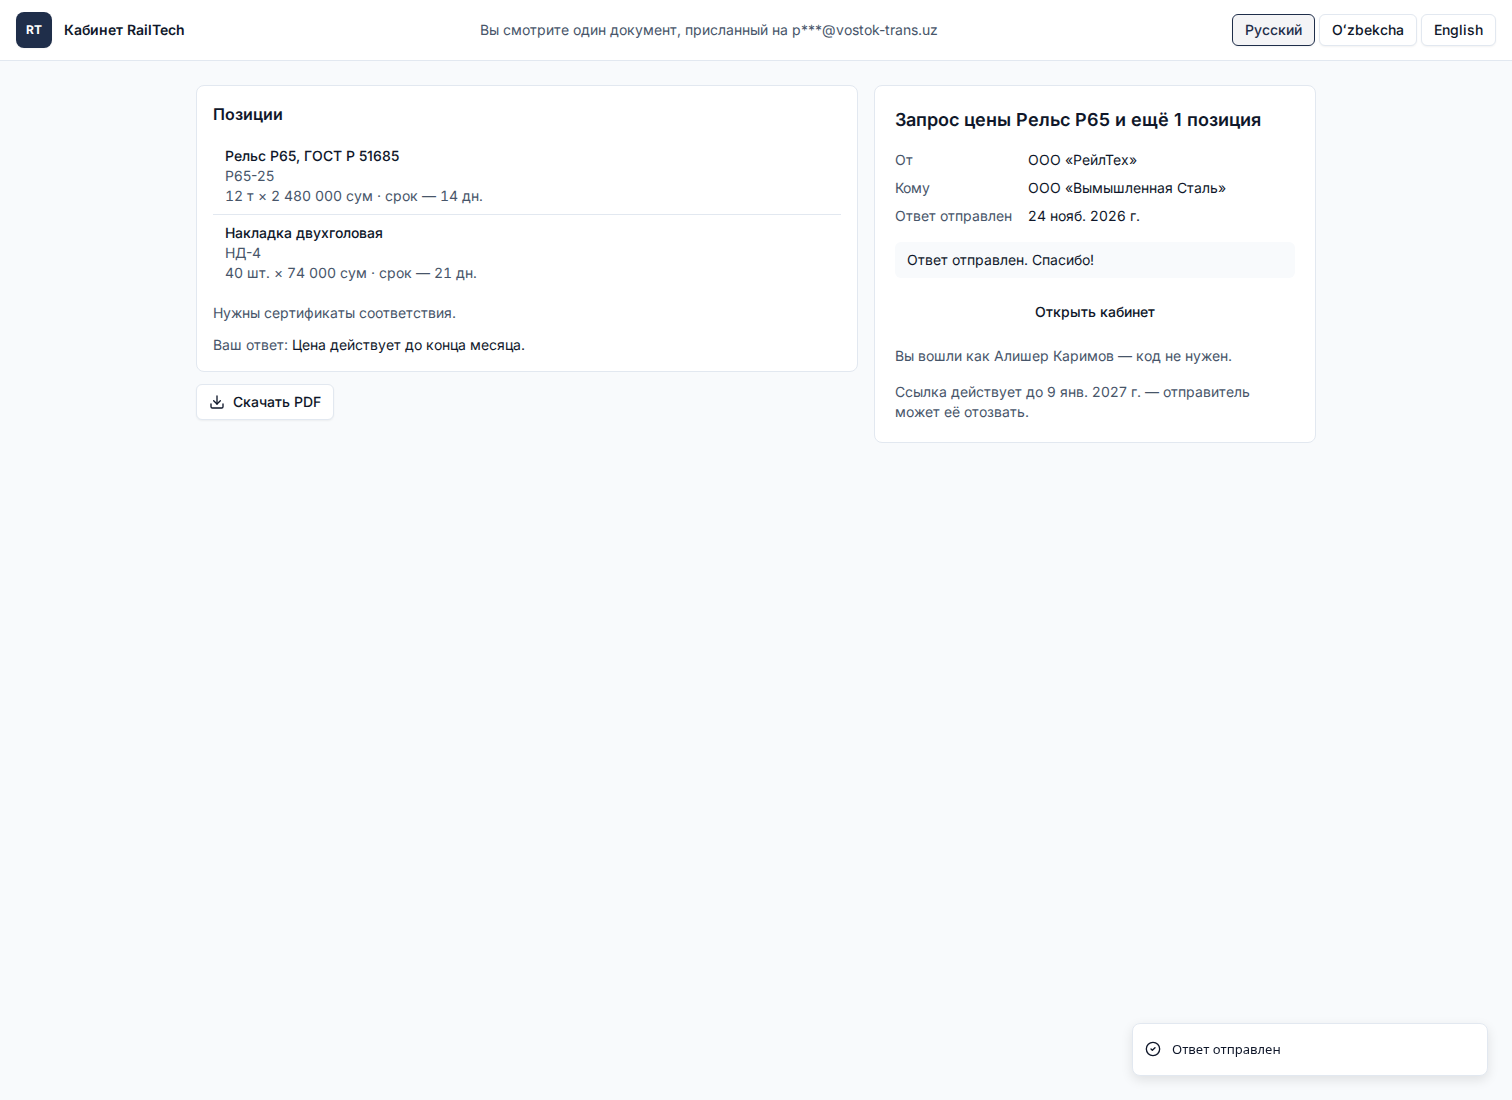 RT
Кабинет RailTech
Вы смотрите один документ, присланный на p***@vostok-trans.uz
Русский
Oʻzbekcha
English
Позиции
Рельс Р65, ГОСТ Р 51685
Р65-25
12 т × 2 480 000 сум · срок — 14 дн.
Накладка двухголовая
НД-4
40 шт. × 74 000 сум · срок — 21 дн.
Нужны сертификаты соответствия.
Ваш ответ: Цена действует до конца месяца.
Скачать PDF
Запрос цены Рельс Р65 и ещё 1 позиция
От ООО «РейлТех»
Кому ООО «Вымышленная Сталь»
Ответ отправлен 24 нояб. 2026 г.
Ответ отправлен. Спасибо!
Открыть кабинет
Вы вошли как Алишер Каримов — код не нужен.
Ссылка действует до 9 янв. 2027 г. — отправитель
может её отозвать.
Ответ отправлен